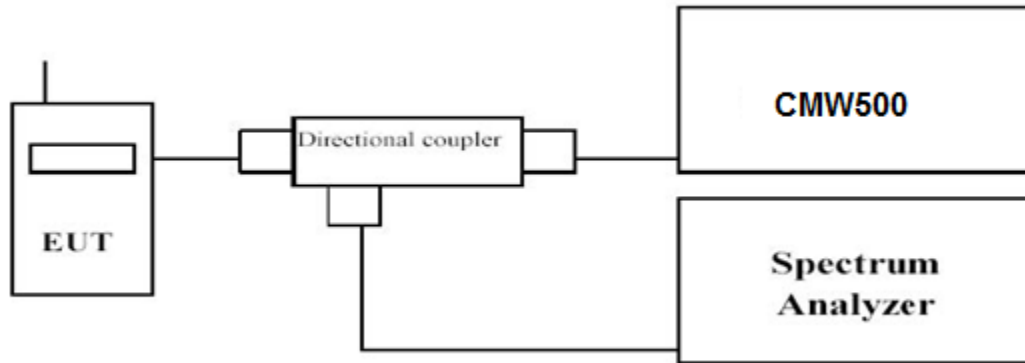 EUT
Directional coupler
CMW500
Spectrum
Analyzer